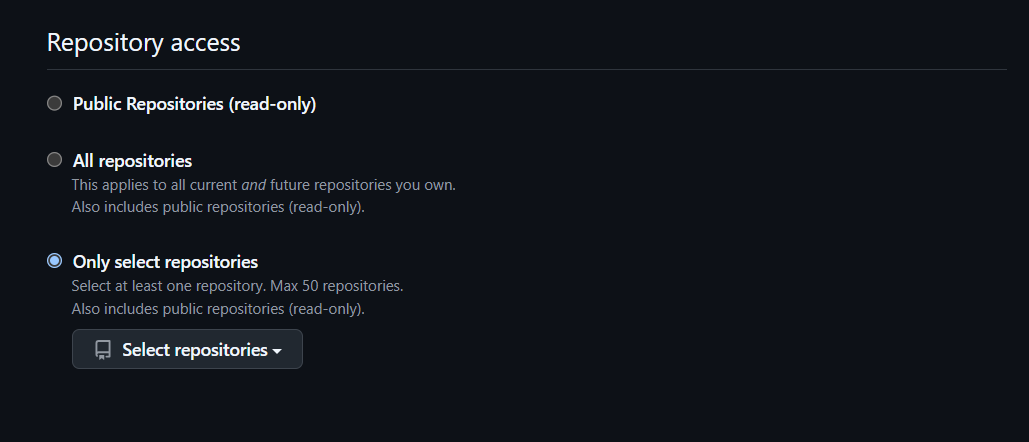 Repository access
Public Repositories (read-only)
All repositories
This applies to all current and future repositories you own.
Also includes public repositories (read-only).
Only select repositories
Select at least one repository. Max 50 repositories.
Also includes public repositories (read-only).
Select repositories